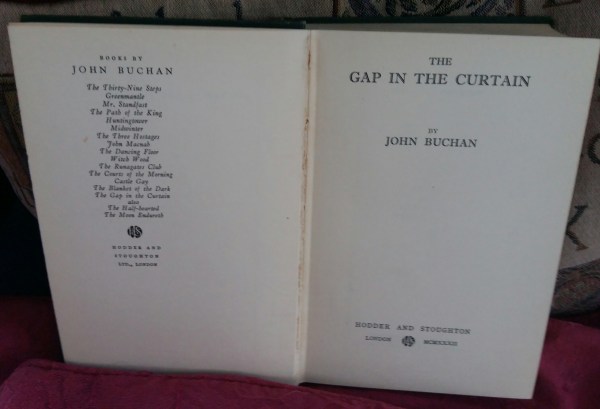 BOOKS BY
JOHN BUCHAN
The Thirty-Nine Steps
Greenmantle
Mr. Standfast
The Path of the King
Huntingtower
Midwinter
The Three Hostages
John Macnab
The Dancing Floor
Witch Wood
The Runagates Club
The Courts of the Morning
Castle Gay
The Blanket of the Dark
The Gap in the Curtain
also
The Half-hearted
The Moon Endureth
HODDER AND
STOUGHTON
LTD., LONDON
THE
GAP IN THE CURTAIN
BY
JOHN BUCHAN
HODDER AND STOUGHTON
LONDON MCMXXXII